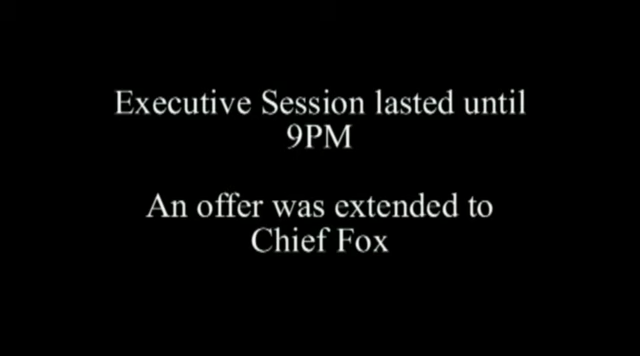 Executive Session lasted until
9PM
An offer was extended to
Chief Fox